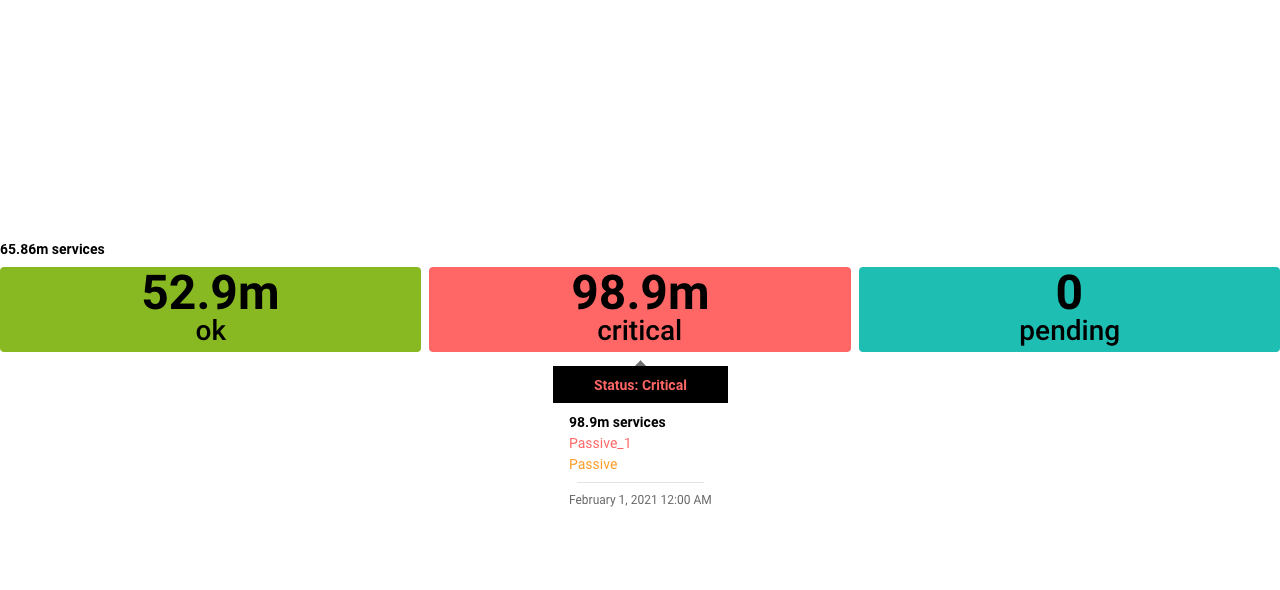 65.86m services
52.9m
ok
98.9m
critical
0
pending
Status: Critical
98.9m services
Passive_1
Passive
February 1, 2021 12:00 AM